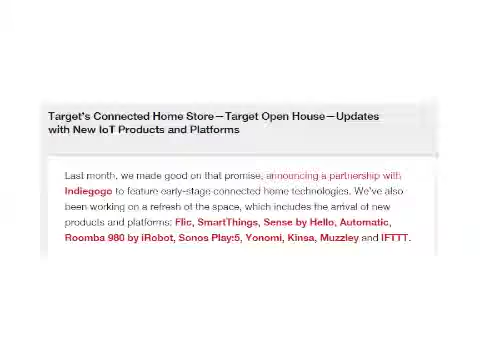 Target's Connected Home Store—Target Open House—Updates
with New IoT Products and Platforms
Last month, we made good on that promise, announcing a partnership with
Indiegogo to feature early-stage connected home technologies. We've also
been working on a refresh of the space, which includes the arrival of new
products and platforms: Flic, SmartThings, Sense by Hello, Automatic,
Roomba 980 by iRobot, Sonos Play:5, Yonomi, Kinsa, Muzzley and IFTTT.